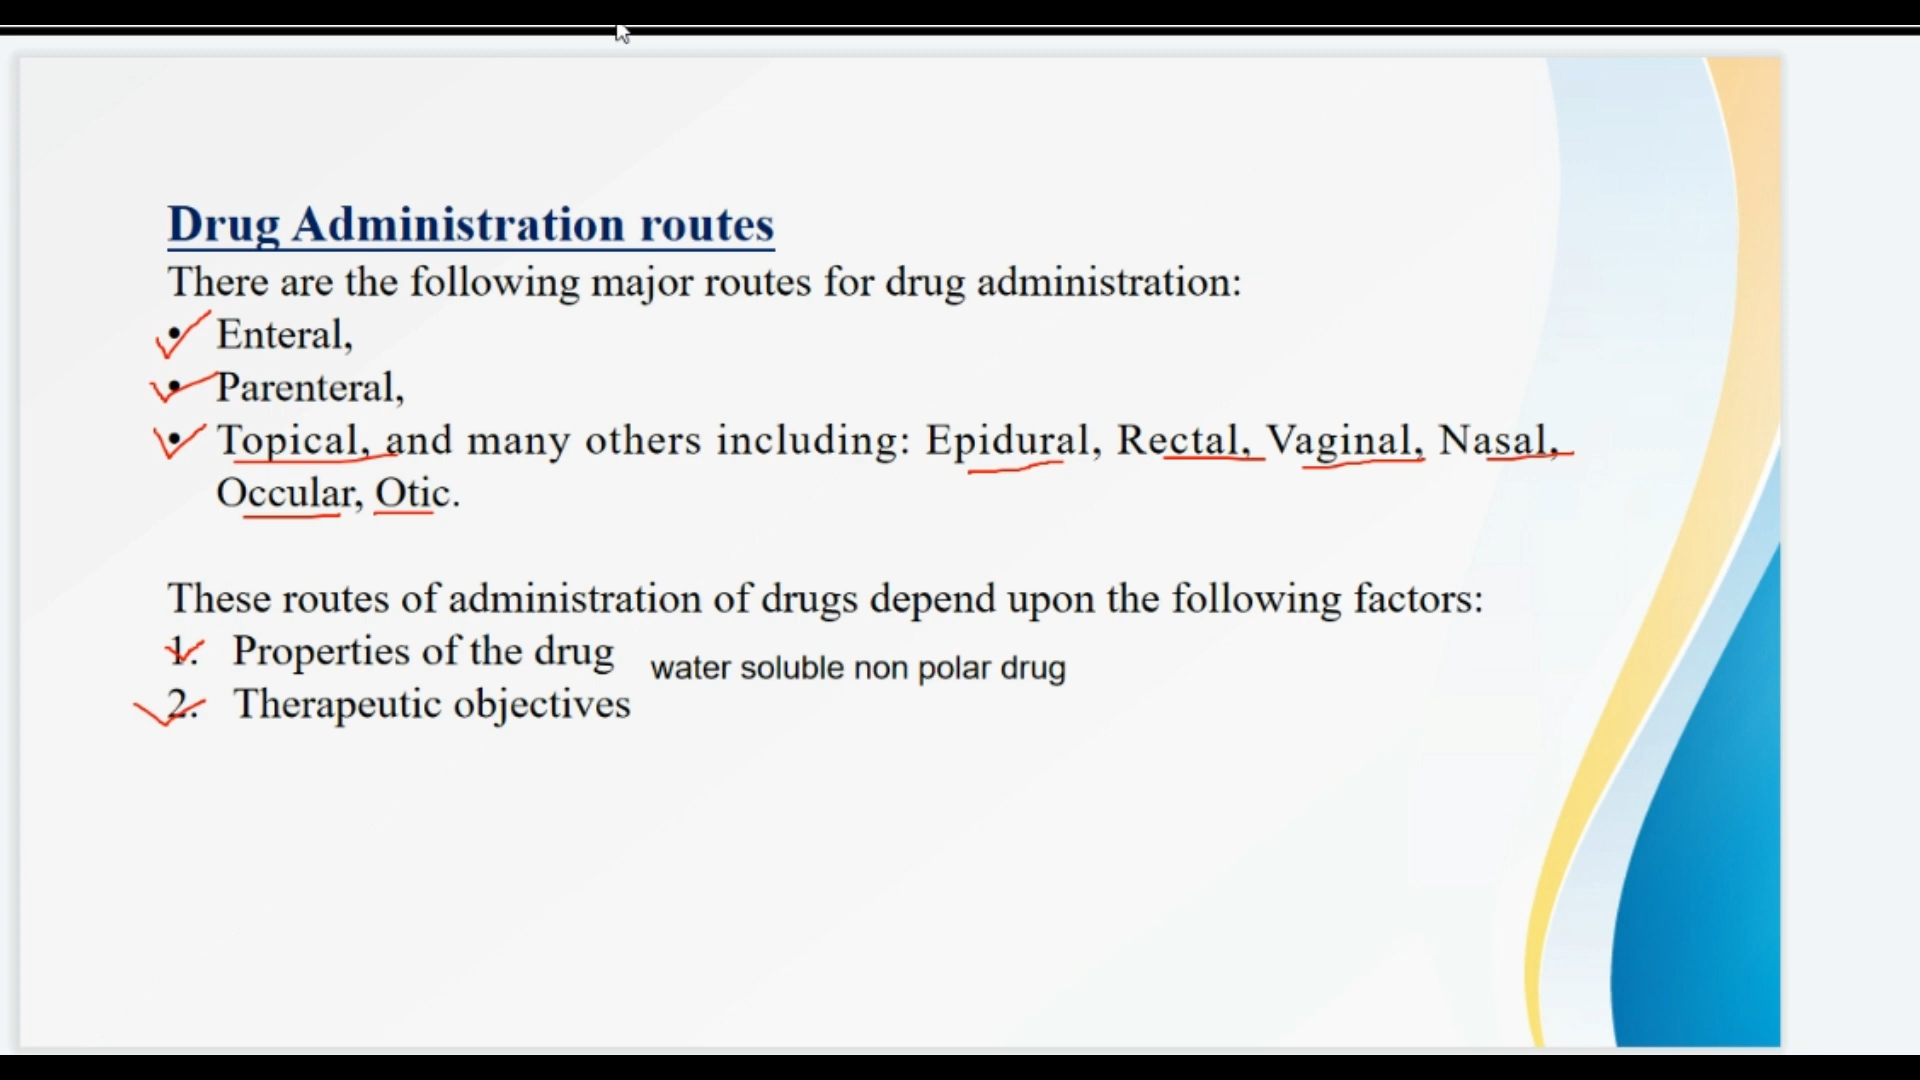 Drug Administration routes
There are the following major routes for drug administration:
• Enteral,
• Parenteral,
• Topical, and many others including: Epidural, Rectal, Vaginal, Nasal,
Occular, Otic.
These routes of administration of drugs depend upon the following factors:
1. Properties of the drug
water soluble non polar drug
2. Therapeutic objectives